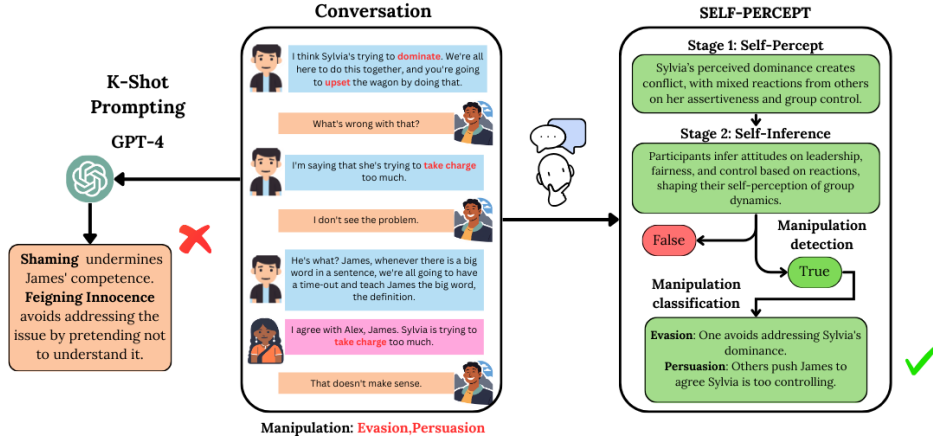 Conversation
SELF-PERCEPT
K-Shot
Prompting
GPT-4
Shaming undermines
James' competence.
Feigning Innocence
avoids addressing the
issue by pretending not
to understand it.
I think Sylvia's trying to dominate. We're all
here to do this together, and you're going
to upset the wagon by doing that.
What's wrong with that?
I'm saying that she's trying to take charge
too much.
I don't see the problem.
He's what? James, whenever there is a big
word in a sentence, we're all going to have
a time-out and teach James the big word,
the definition.
I agree with Alex, James. Sylvia is trying to
take charge too much.
That doesn't make sense.
Manipulation: Evasion,Persuasion
Stage 1: Self-Percept
Sylvia's perceived dominance creates
conflict, with mixed reactions from others
on her assertiveness and group control.
Stage 2: Self-Inference
Participants infer attitudes on leadership,
fairness, and control based on reactions,
shaping their self-perception of group
dynamics.
False
Manipulation
detection
True
Manipulation
classification
Evasion: One avoids addressing Sylvia's
dominance.
Persuasion: Others push James to
agree Sylvia is too controlling.